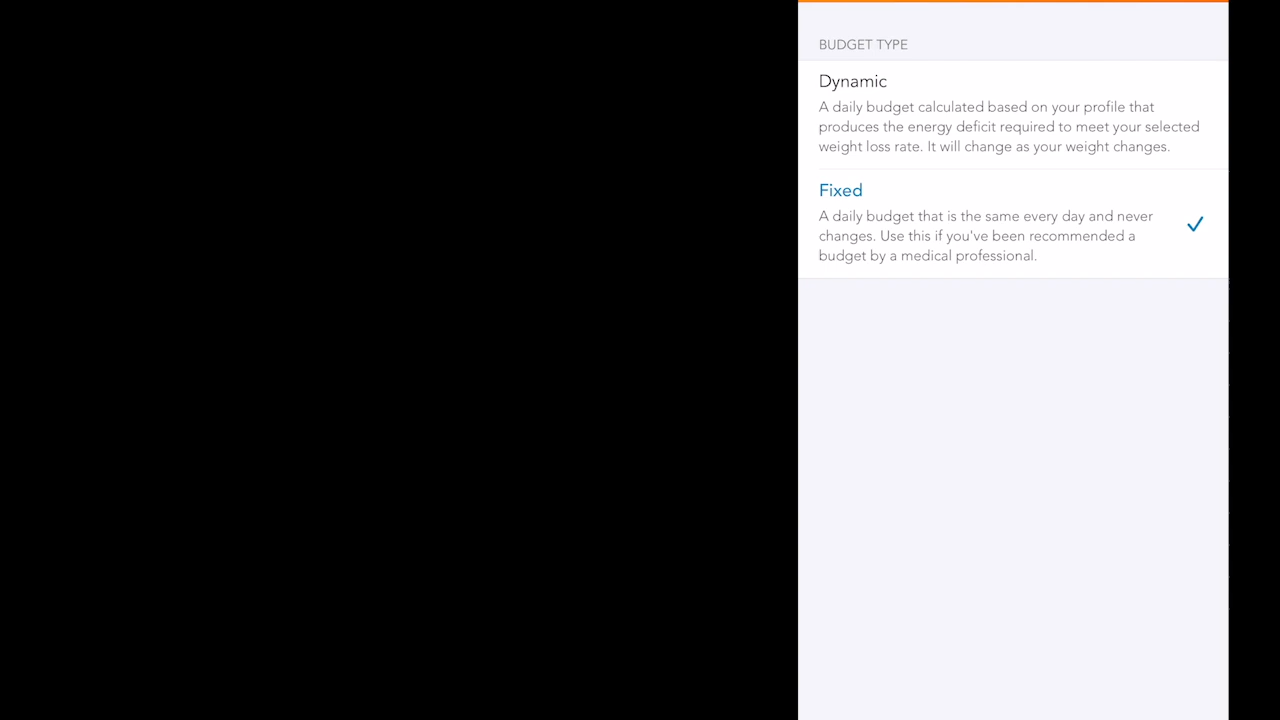 BUDGET TYPE
Dynamic
A daily budget calculated based on your profile that
produces the energy deficit required to meet your selected
weight loss rate. It will change as your weight changes.
Fixed
A daily budget that is the same every day and never
changes. Use this if you've been recommended a
budget by a medical professional.